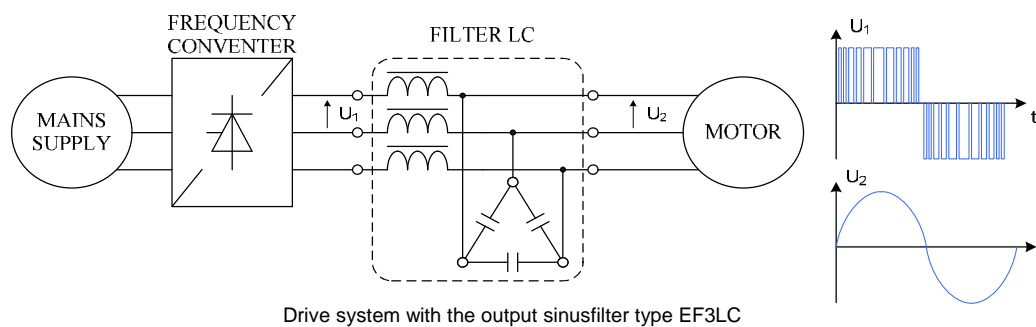 FREQUENCY
CONVENTER
FILTER LC
MAINS
SUPPLY
U1
U2
MOTOR
U1
t
U2
Drive system with the output sinusfilter type EF3LC